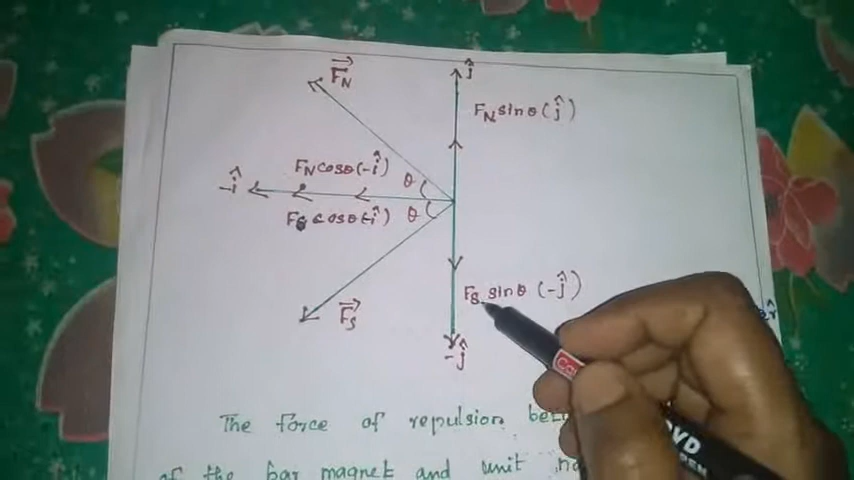 F_N
ĵ
F_N sinθ (ĵ)
F_N cosθ(-î)
θ
-î
θ
F_S cosθ(-î)
F_S sinθ (-ĵ)
F_S
-ĵ
The force of repulsion
of the bar magnet and unit